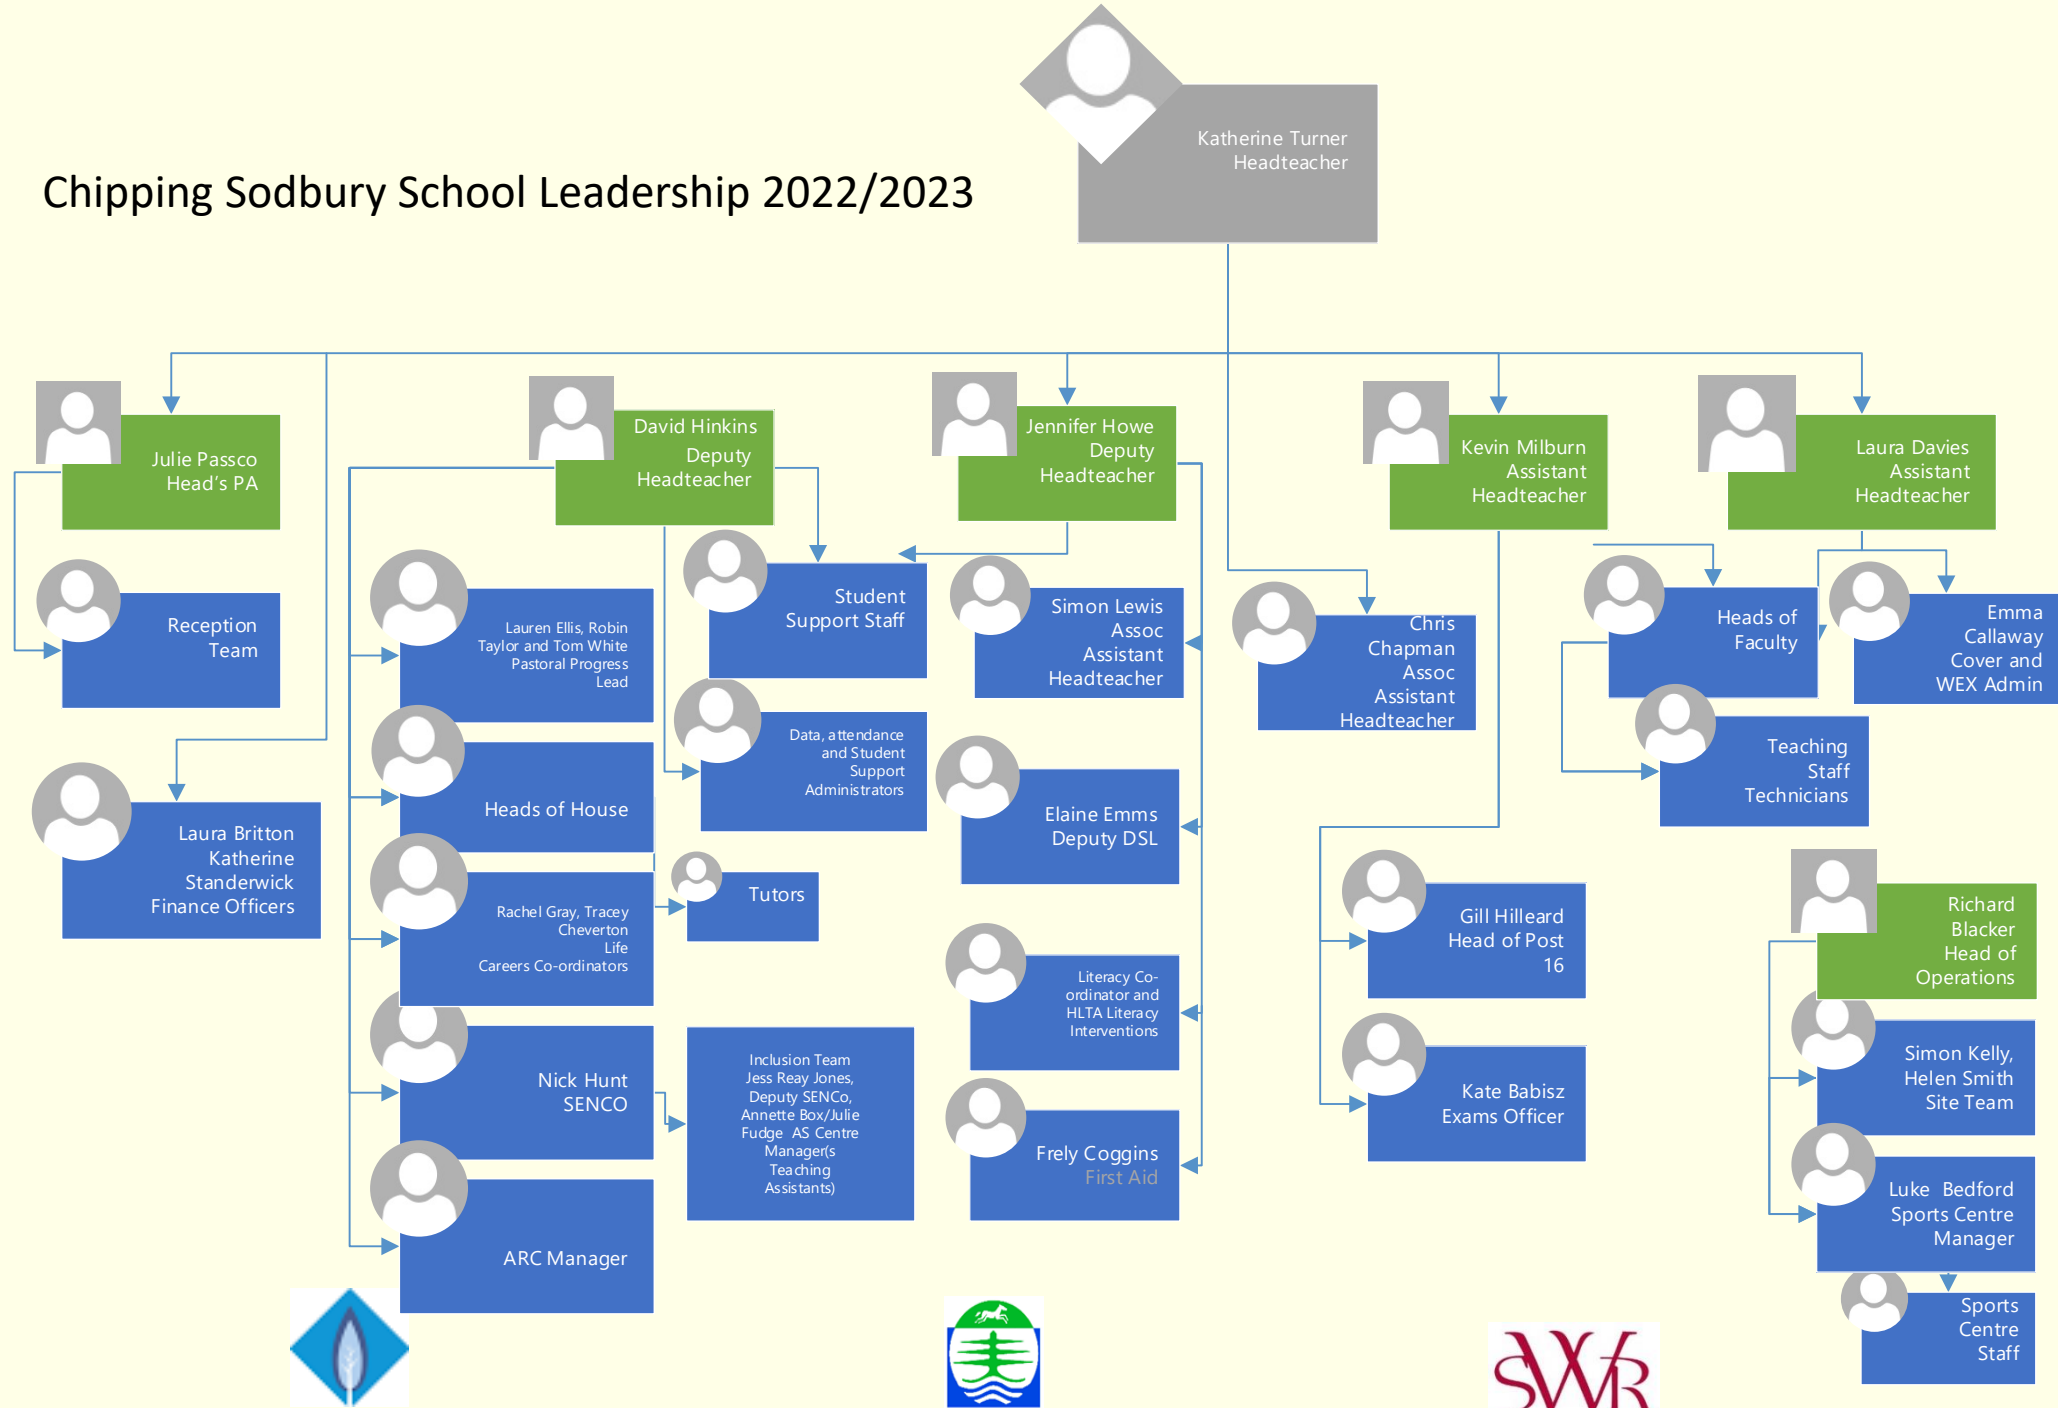 Katherine Turner
Headteacher
Chipping Sodbury School Leadership 2022/2023
Julie Passco
Head's PA
David Hinkins
Deputy
Headteacher
Jennifer Howe
Deputy
Headteacher
Kevin Milburn
Assistant
Headteacher
Laura Davies
Assistant
Headteacher
Reception
Team
Lauren Ellis, Robin
Taylor and Tom White
Pastoral Progress
Lead
Student
Support Staff
Simon Lewis
Assoc
Assistant
Headteacher
Chris
Chapman
Assoc
Assistant
Headteacher
Heads of
Faculty
Emma
Callaway
Cover and
WEX Admin
Laura Britton
Katherine
Standerwick
Finance Officers
Heads of House
Data, attendance
and Student
Support
Administrators
Elaine Emms
Deputy DSL
Teaching
Staff
Technicians
Rachel Gray, Tracey
Cheverton
Life
Careers Co-ordinators
Tutors
Gill Hilleard
Head of Post
16
Richard
Blacker
Head of
Operations
Literacy Co-
ordinator and
HLTA Literacy
Interventions
Nick Hunt
SENCO
Inclusion Team
Jess Reay Jones,
Deputy SENCo,
Annette Box/Julie
Fudge  AS Centre
Manager(s
Teaching
Assistants)
Kate Babisz
Exams Officer
Simon Kelly,
Helen Smith
Site Team
Frely Coggins
First Aid
Luke  Bedford
Sports Centre
Manager
ARC Manager
Sports
Centre
Staff
SWR